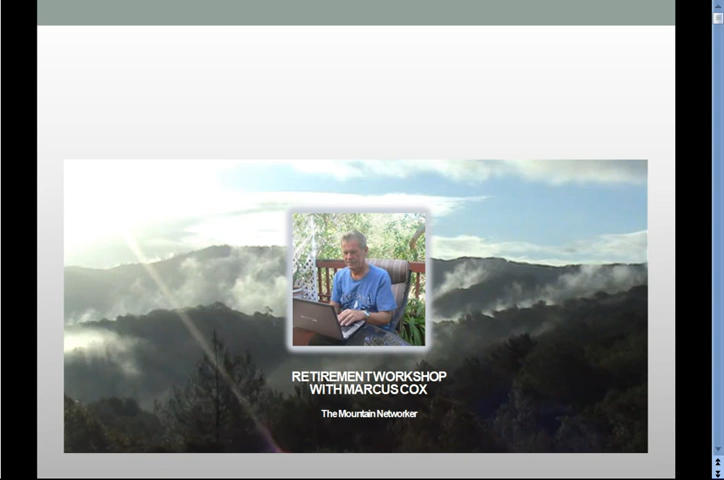 RETIREMENT WORKSHOP
WITH MARCUS COX
The Mountain Networker